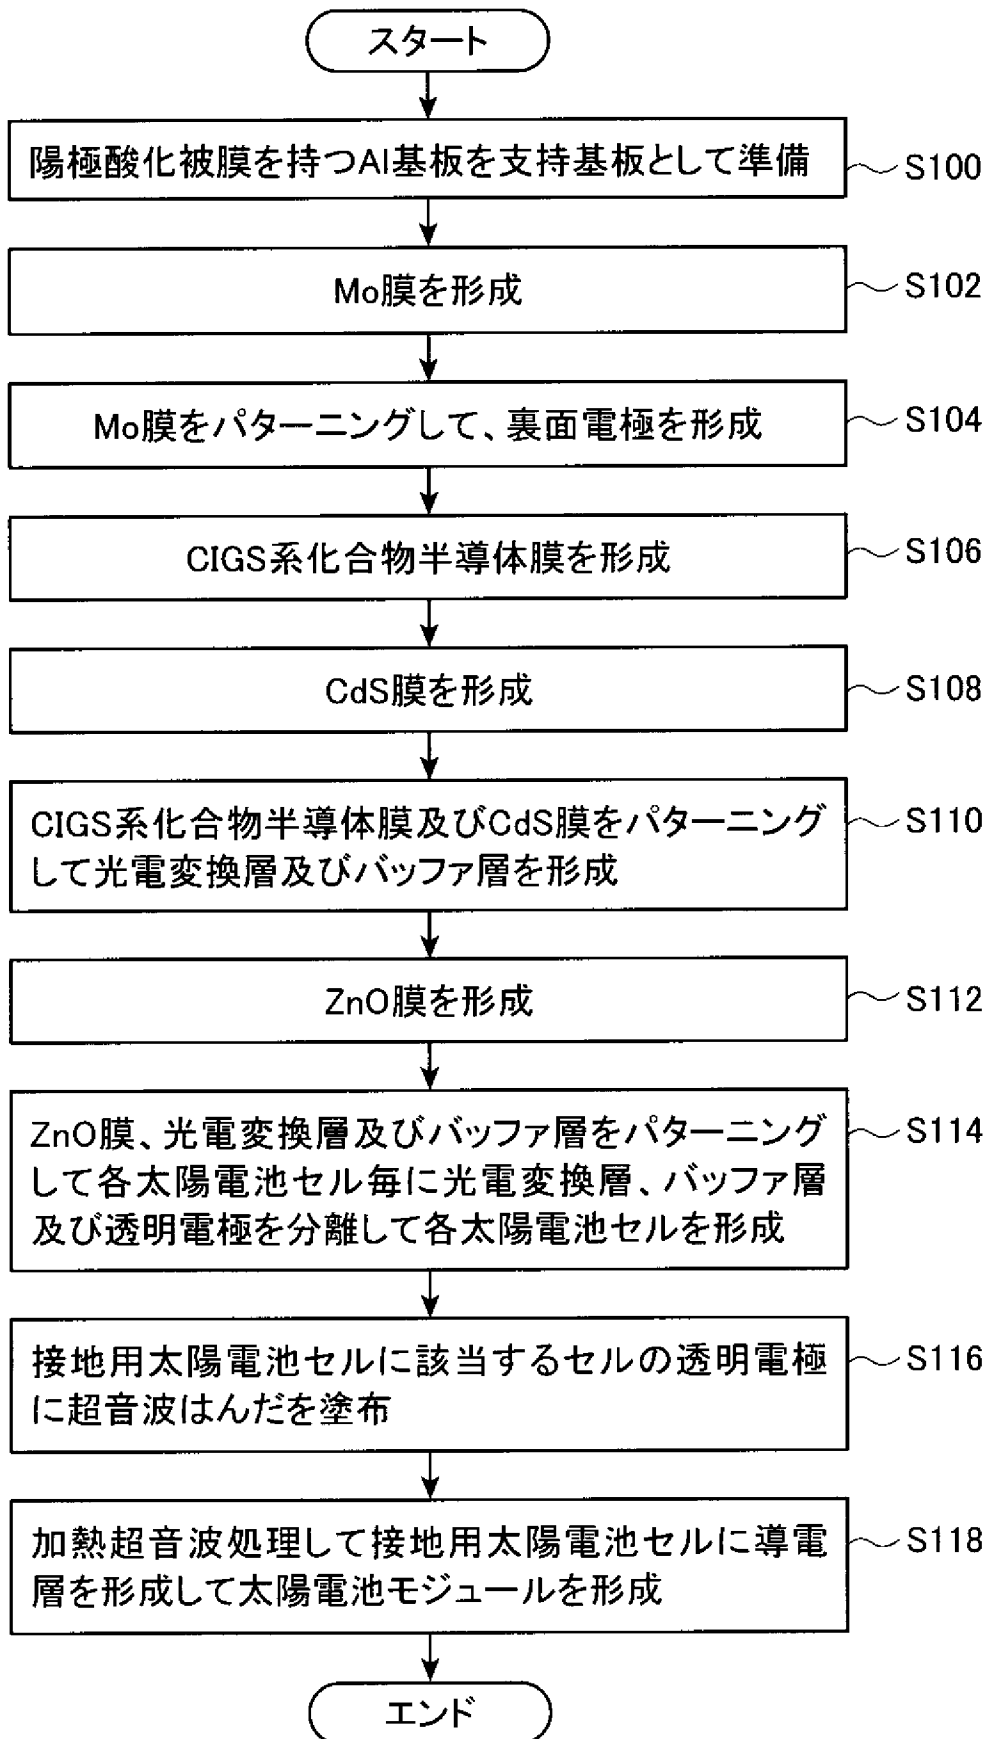 スタート
陽極酸化被膜を持つAl基板を支持基板として準備
S100
Mo膜を形成
S102
Mo膜をパターニングして、裏面電極を形成
S104
CIGS系化合物半導体膜を形成
S106
CdS膜を形成
S108
CIGS系化合物半導体膜及びCdS膜をパターニング
して光電変換層及びバッファ層を形成
S110
ZnO膜を形成
S112
ZnO膜、光電変換層及びバッファ層をパターニング
して各太陽電池セル毎に光電変換層、バッファ層
及び透明電極を分離して各太陽電池セルを形成
S114
接地用太陽電池セルに該当するセルの透明電極
に超音波はんだを塗布
S116
加熱超音波処理して接地用太陽電池セルに導電
層を形成して太陽電池モジュールを形成
S118
エンド